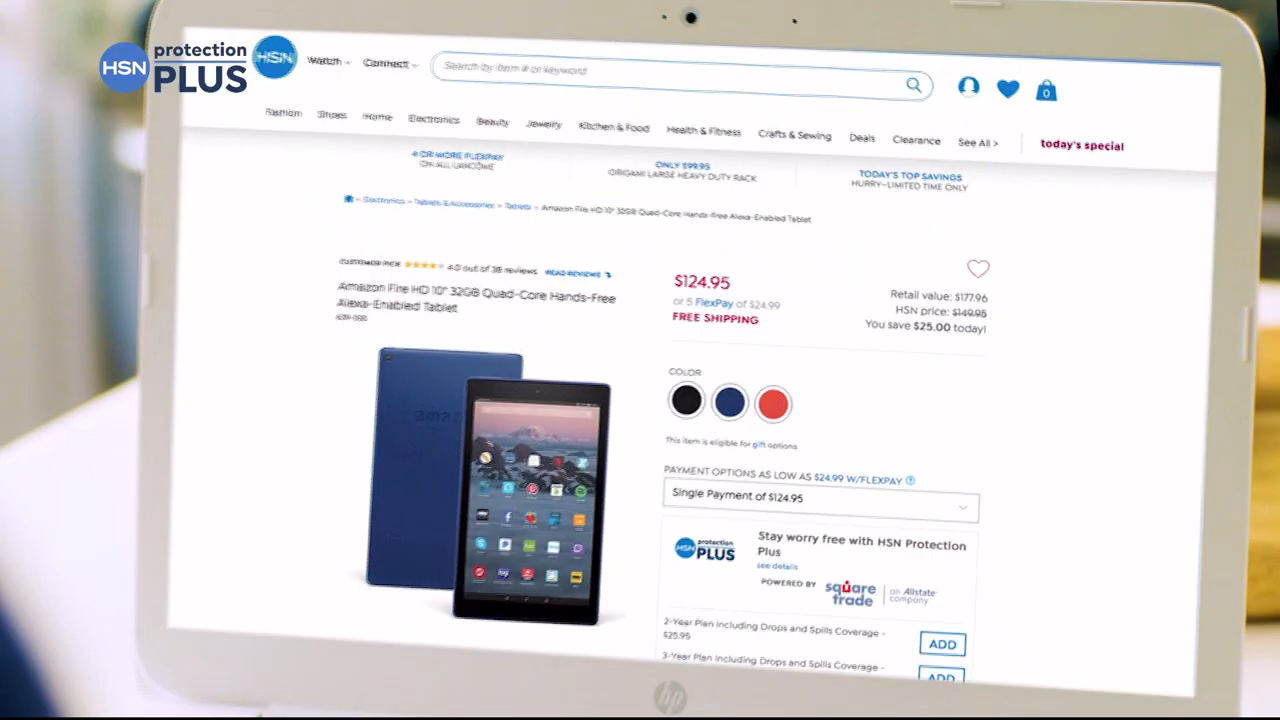 HSN protection PLUS
HSN
Watch
Connect
Search by item # or keyword
0
Fashion Shoes Home Electronics Beauty Jewelry Kitchen & Food Health & Fitness Crafts & Sewing Deals Clearance See All > today's special
4 OR MORE FLEXPAY
ON ALL LANCOME
ONLY $99.95
ORIGAMI LARGE HEAVY DUTY RACK
TODAY'S TOP SAVINGS
HURRY–LIMITED TIME ONLY
Electronics Tablets & Accessories Tablets Amazon Fire HD 10" 32GB Quad-Core Hands-Free Alexa-Enabled Tablet
CUSTOMER PICK 4.0 out of 38 reviews READ REVIEWS
Amazon Fire HD 10" 32GB Quad-Core Hands-Free
Alexa-Enabled Tablet
$124.95
or 5 FlexPay of $24.99
FREE SHIPPING
Retail value: $177.96
HSN price: $149.95
You save $25.00 today!
COLOR
This item is eligible for gift options.
PAYMENT OPTIONS AS LOW AS $24.99 W/FLEXPAY ?
Single Payment of $124.95
HSN protection PLUS
Stay worry free with HSN Protection
Plus
see details
POWERED BY
square trade
an Allstate company
2-Year Plan Including Drops and Spills Coverage -
$25.95
ADD
3-Year Plan Including Drops and Spills Coverage -
ADD
hp